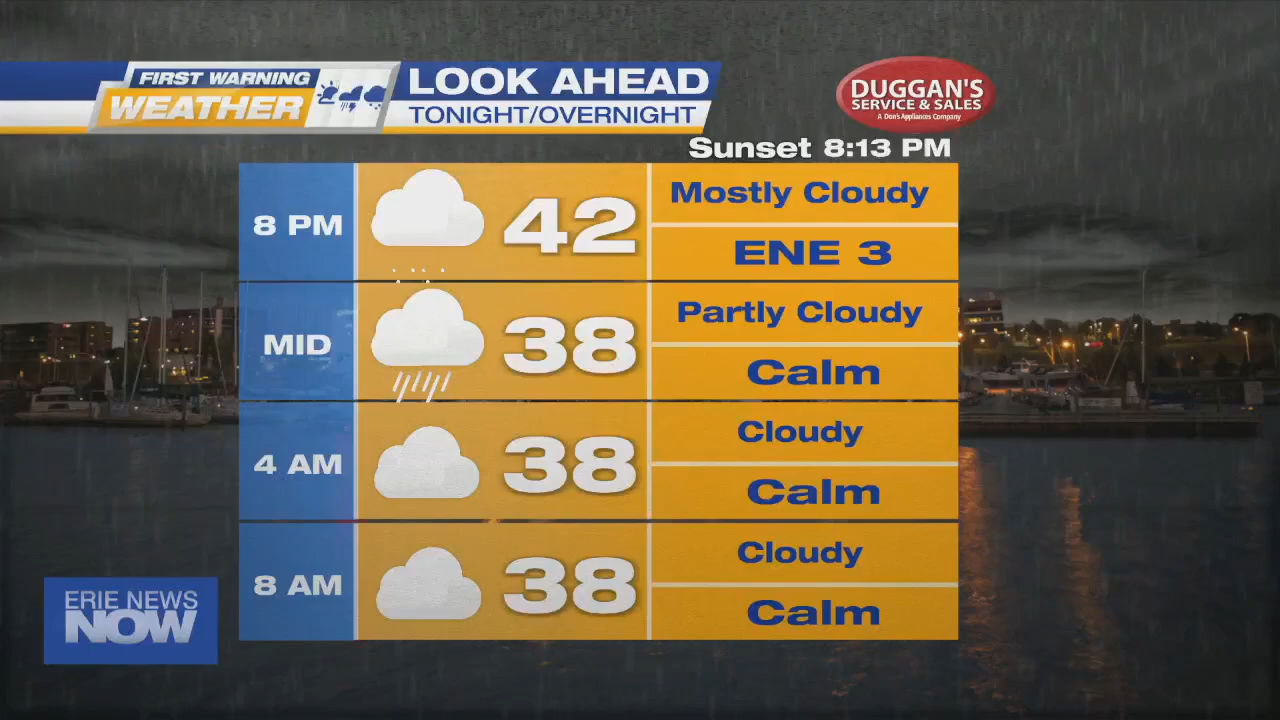 FIRST WARNING
WEATHER
LOOK AHEAD
TONIGHT/OVERNIGHT
DUGGAN'S
SERVICE & SALES
A Don's Appliances Company
Sunset 8:13 PM
8 PM
42
Mostly Cloudy
ENE 3
MID
38
Partly Cloudy
Calm
4 AM
38
Cloudy
Calm
8 AM
38
Cloudy
Calm
ERIE NEWS
NOW